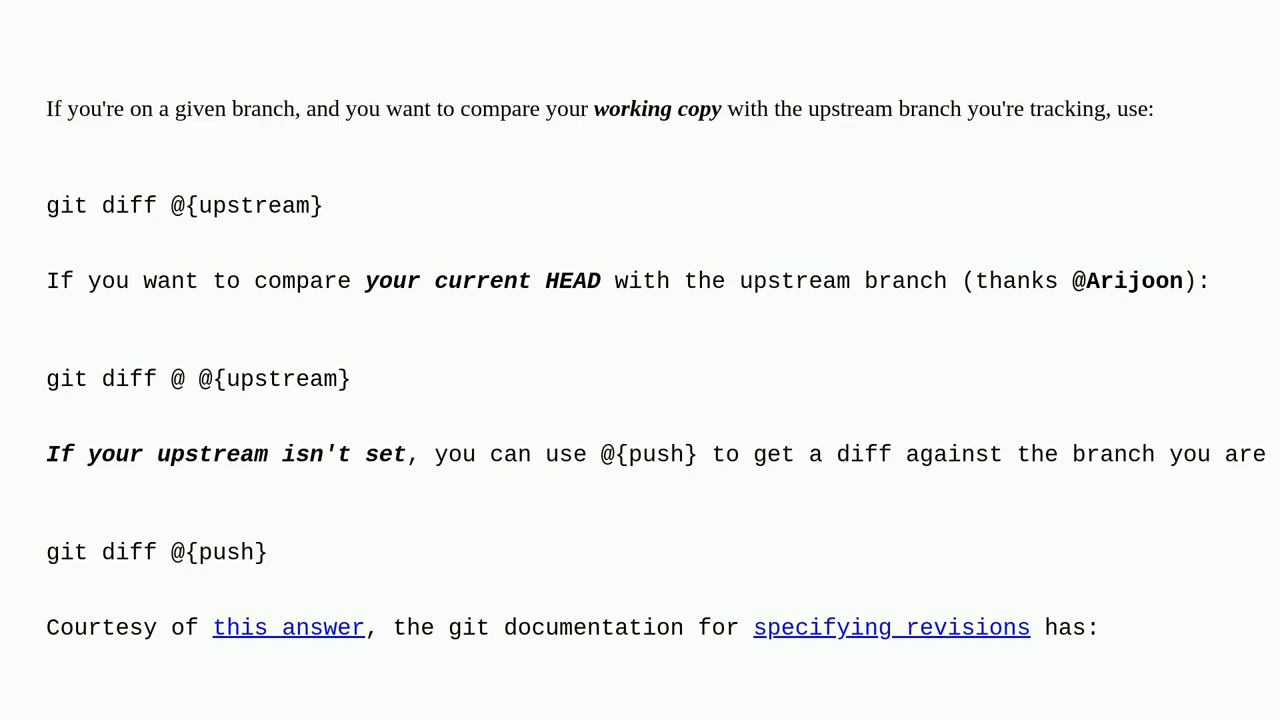 If you're on a given branch, and you want to compare your working copy with the upstream branch you're tracking, use:
git diff @{upstream}
If you want to compare your current HEAD with the upstream branch (thanks @Arijoon):
git diff @ @{upstream}
If your upstream isn't set, you can use @{push} to get a diff against the branch you are
git diff @{push}
Courtesy of this answer, the git documentation for specifying revisions has: